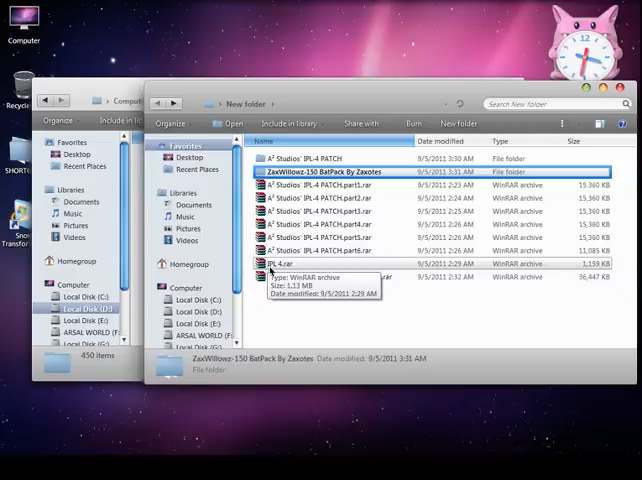 Computer
Recycle
SHORT
Snow
Transform
12
Comput
Organize
Include in lib
Favorites
Desktop
Recent Places
Libraries
Documents
Music
Pictures
Videos
Homegroup
Computer
Local Disk (C:)
Local Disk (D:)
Local Disk (E:)
ARSAL WORLD (F:
Local Disk (G:)
450 items
New folder
Search New folder
Organize
Open
Include in library
Share with
Burn
New folder
Favorites
Desktop
Recent Places
Libraries
Documents
Music
Pictures
Videos
Homegroup
Computer
Local Disk (C:)
Local Disk (D:)
Local Disk (E:)
ARSAL WORLD (F:
Local Disk (G:)
Name Date modified Type Size
A² Studios' IPL-4 PATCH 9/5/2011 3:30 AM File folder
ZaxWillowz-150 BatPack By Zaxotes 9/5/2011 3:31 AM File folder
A² Studios' IPL-4 PATCH.part1.rar 9/5/2011 2:23 AM WinRAR archive 15,360 KB
A² Studios' IPL-4 PATCH.part2.rar 9/5/2011 2:24 AM WinRAR archive 15,360 KB
A² Studios' IPL-4 PATCH.part3.rar 9/5/2011 2:25 AM WinRAR archive 15,360 KB
A² Studios' IPL-4 PATCH.part4.rar 9/5/2011 2:26 AM WinRAR archive 15,360 KB
A² Studios' IPL-4 PATCH.part5.rar 9/5/2011 2:26 AM WinRAR archive 15,360 KB
A² Studios' IPL-4 PATCH.part6.rar 9/5/2011 2:26 AM WinRAR archive 11,085 KB
IPL 4.rar 9/5/2011 2:29 AM WinRAR archive 1,159 KB
.rar 9/5/2011 2:32 AM WinRAR archive 36,447 KB
Type: WinRAR archive
Size: 1,13 MB
Date modified: 9/5/2011 2:29 AM
ZaxWillowz-150 BatPack By Zaxotes Date modified: 9/5/2011 3:31 AM
File folder